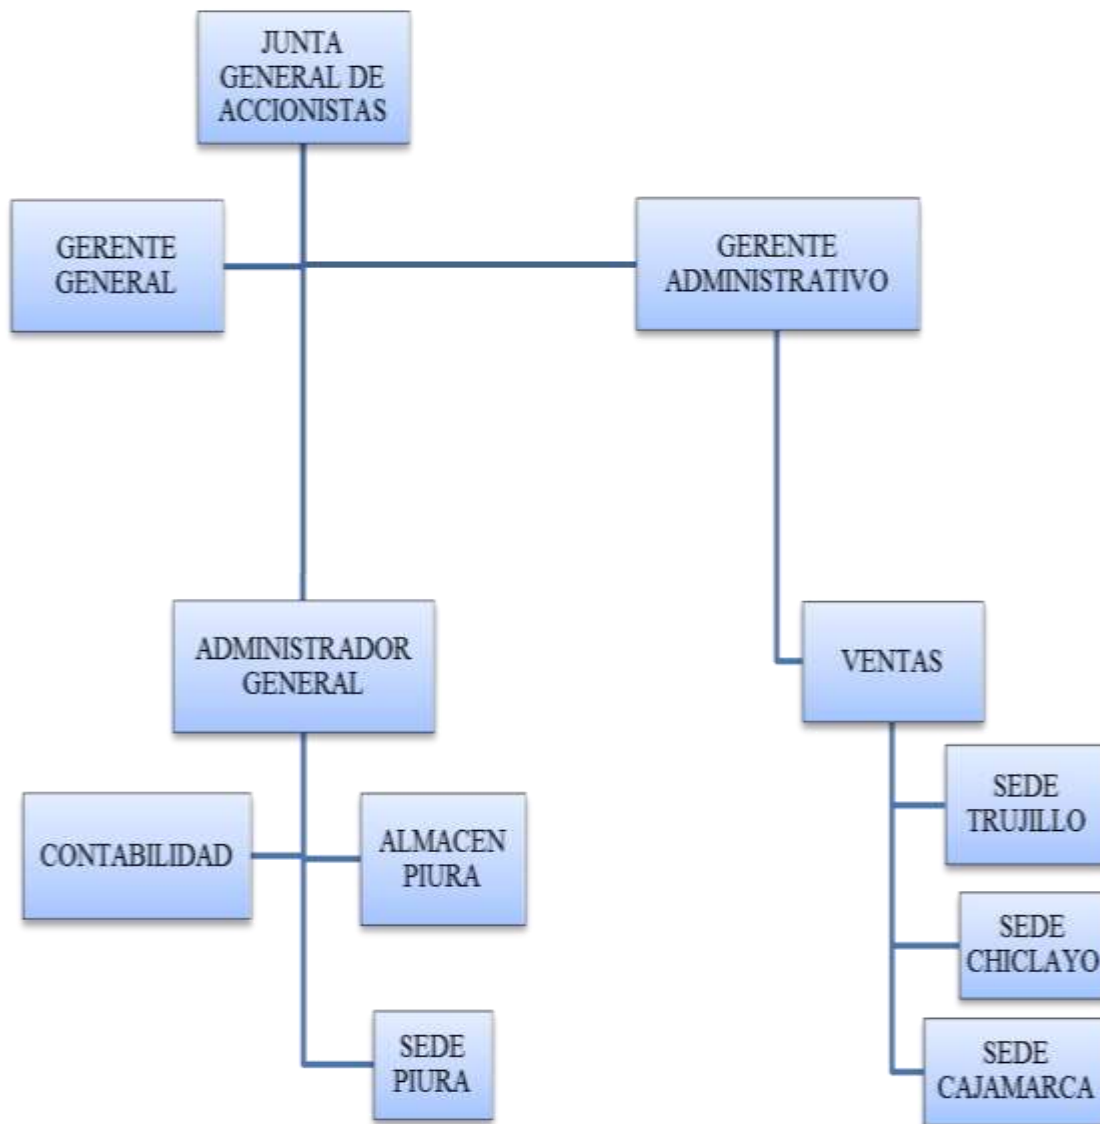 JUNTA
GENERAL DE
ACCIONISTAS
GERENTE
GENERAL
GERENTE
ADMINISTRATIVO
ADMINISTRADOR
GENERAL
VENTAS
CONTABILIDAD
ALMACEN
PIURA
SEDE
PIURA
SEDE
TRUJILLO
SEDE
CHICLAYO
SEDE
CAJAMARCA